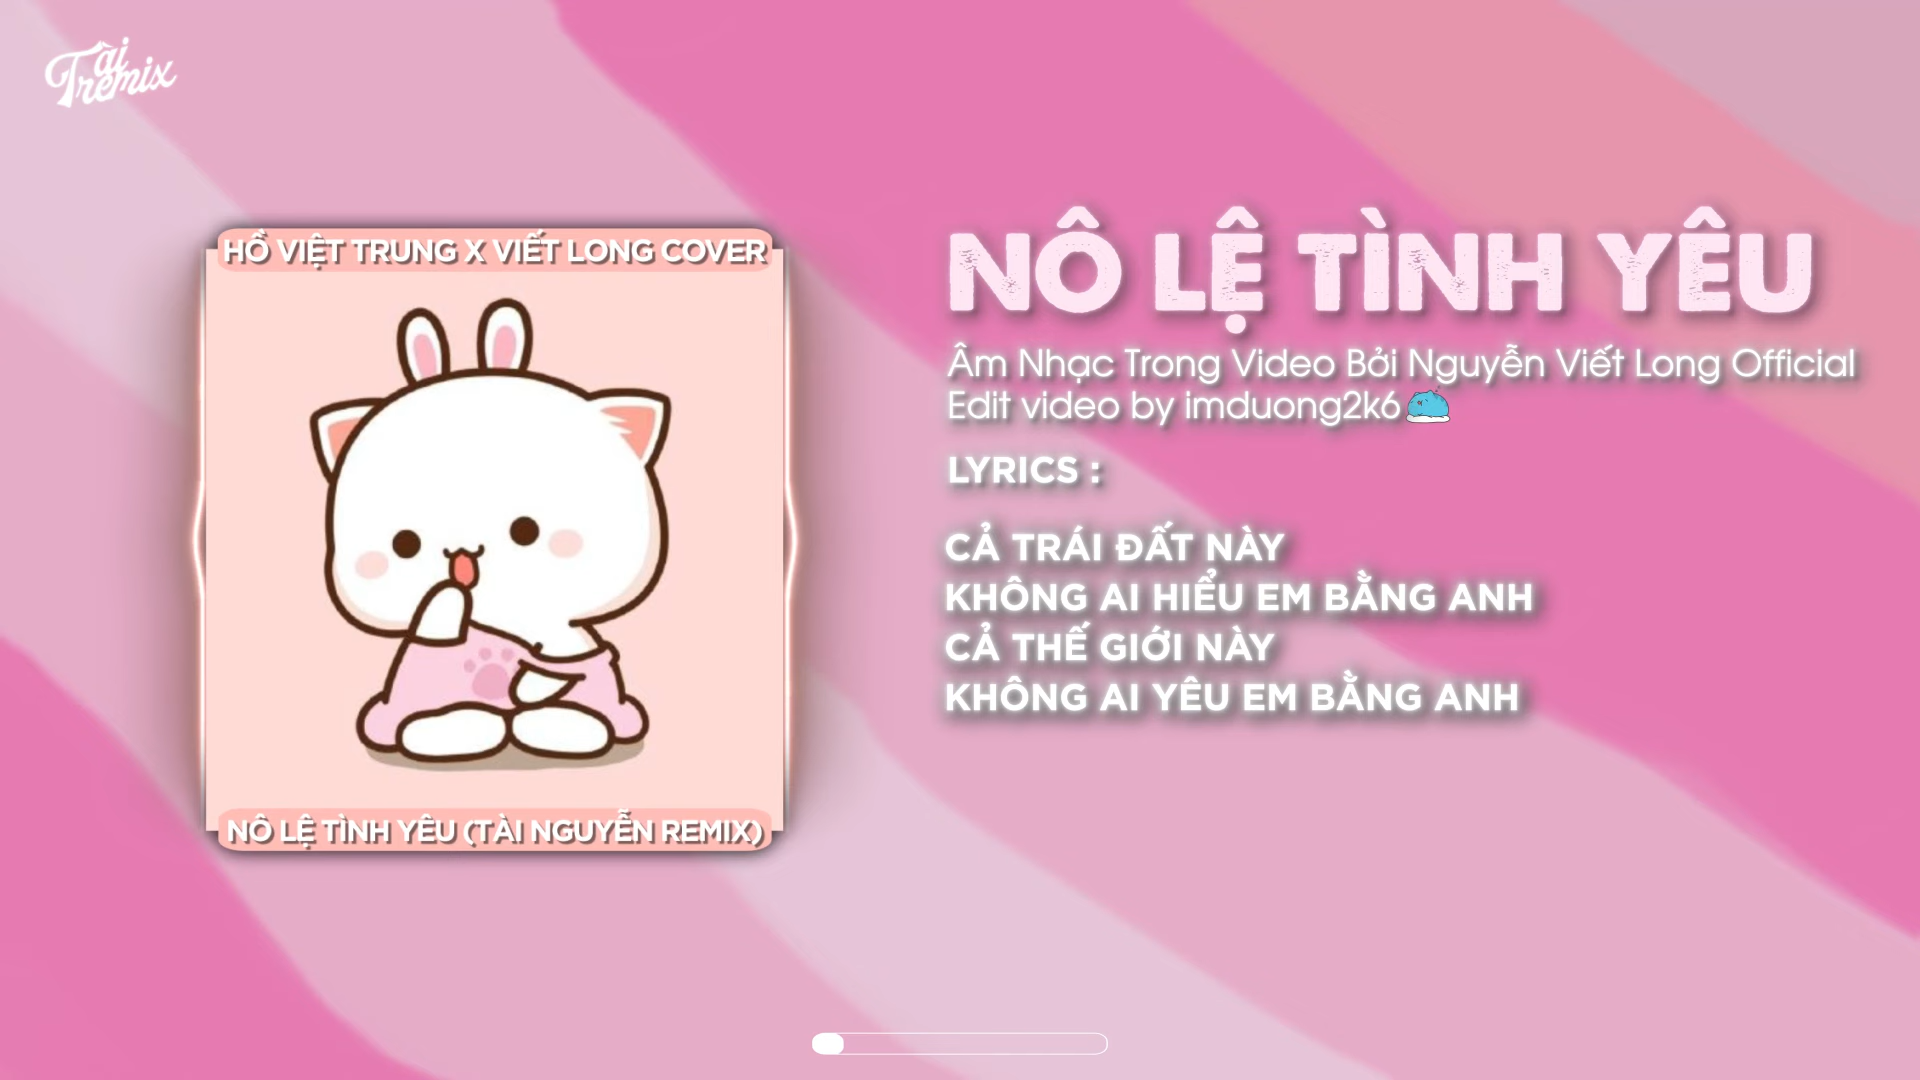 Tài
remix
HỒ VIỆT TRUNG X VIẾT LONG COVER
NÔ LỆ TÌNH YÊU (TÀI NGUYỄN REMIX)
NÔ LỆ TÌNH YÊU
Âm Nhạc Trong Video Bởi Nguyễn Viết Long Official
Edit video by imduong2k6
LYRICS :
CẢ TRÁI ĐẤT NÀY
KHÔNG AI HIỂU EM BẰNG ANH
CẢ THẾ GIỚI NÀY
KHÔNG AI YÊU EM BẰNG ANH